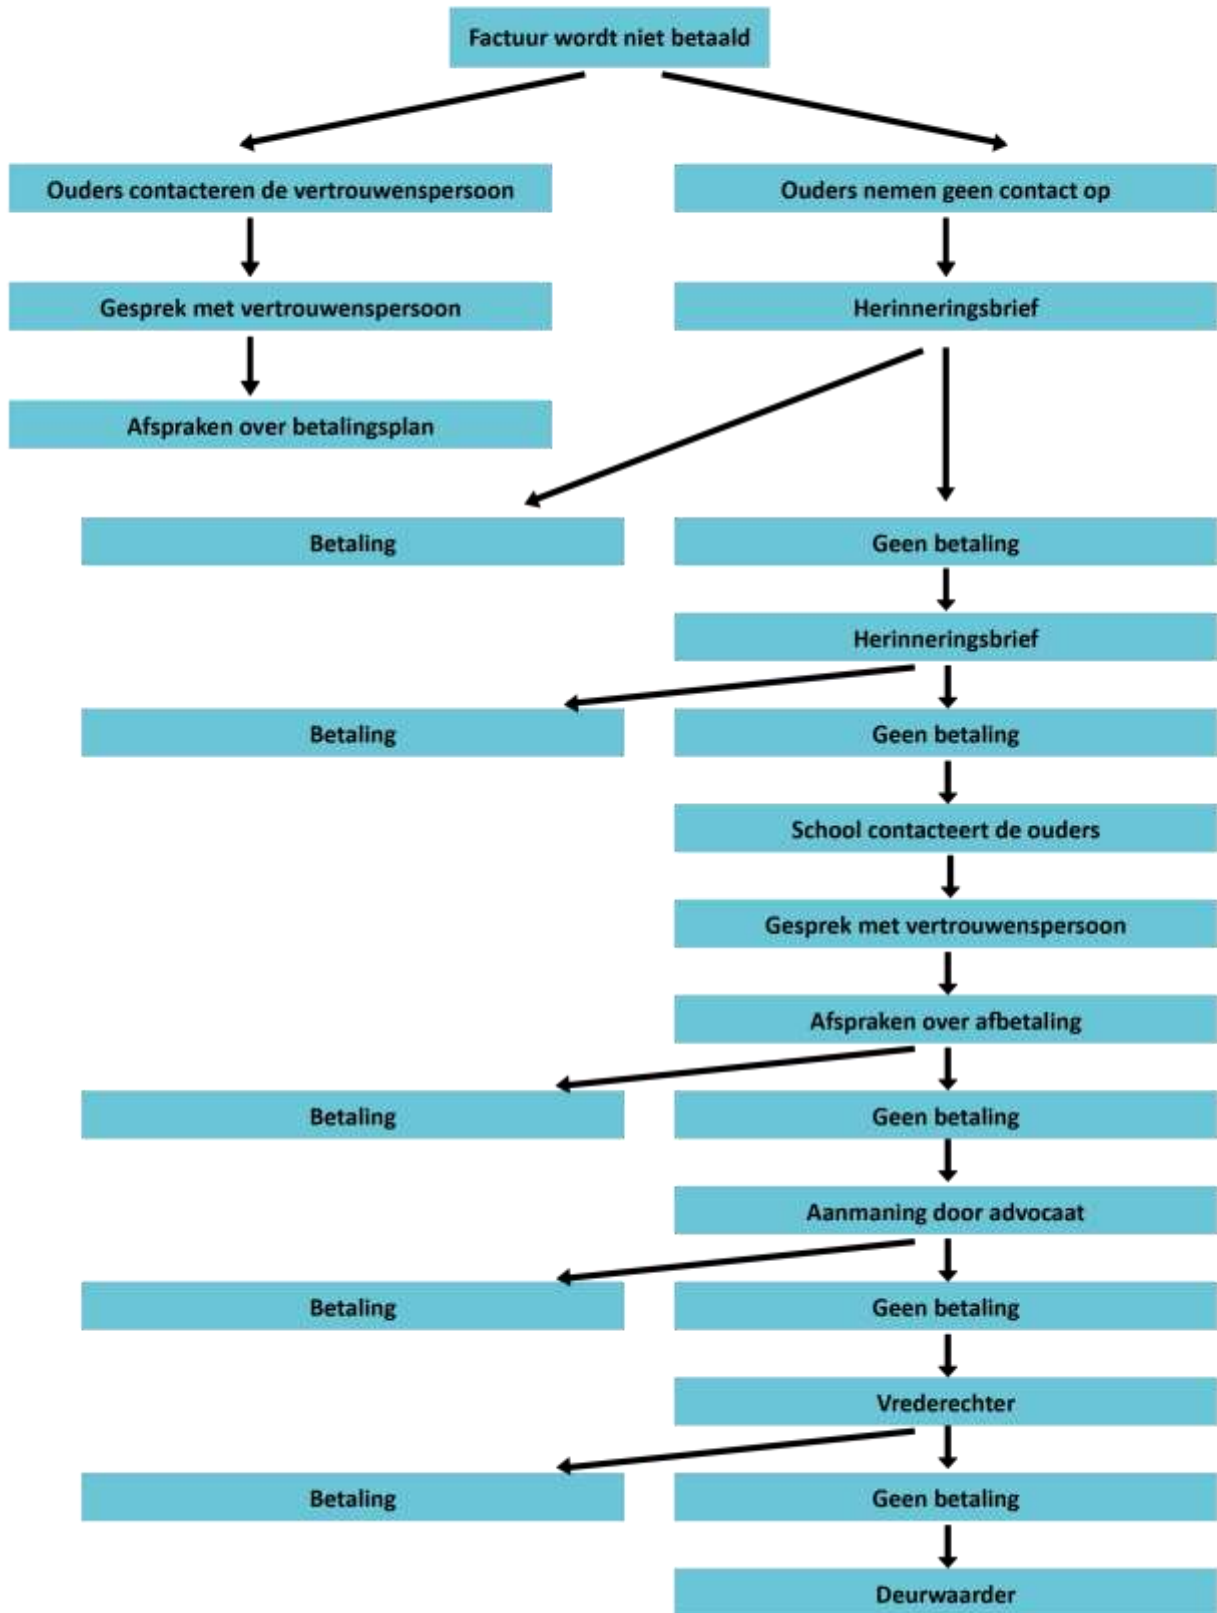 Factuur wordt niet betaald
Ouders contacteren de vertrouwenspersoon
Ouders nemen geen contact op
Gesprek met vertrouwenspersoon
Herinneringsbrief
Afspraken over betalingsplan
Betaling
Geen betaling
Herinneringsbrief
Betaling
Geen betaling
School contacteert de ouders
Gesprek met vertrouwenspersoon
Afspraken over afbetaling
Betaling
Geen betaling
Aanmaning door advocaat
Betaling
Geen betaling
Vrederechter
Betaling
Geen betaling
Deurwaarder